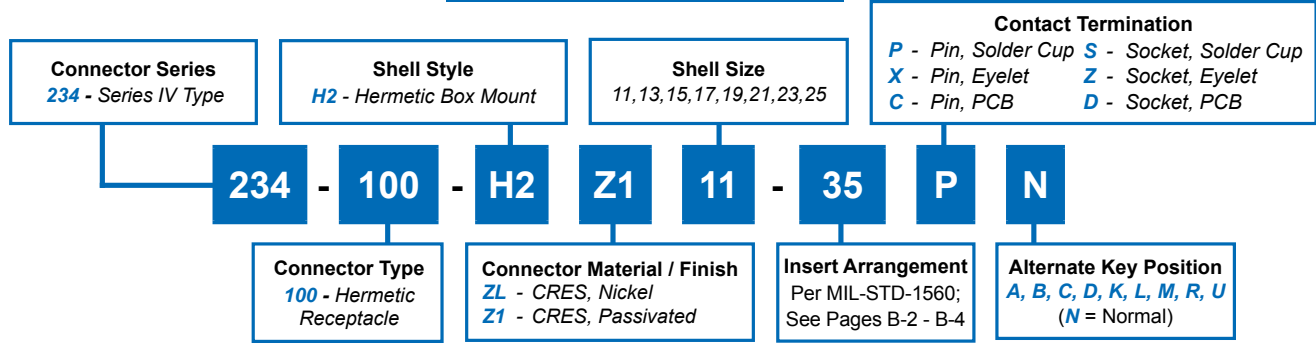 Connector Series
234 - Series IV Type
Shell Style
H2 - Hermetic Box Mount
Shell Size
11,13,15,17,19,21,23,25
Contact Termination
P - Pin, Solder Cup S - Socket, Solder Cup
X - Pin, Eyelet Z - Socket, Eyelet
C - Pin, PCB D - Socket, PCB
234 - 100 - H2 Z1 11 - 35 P N
Connector Type
100 - Hermetic
Receptacle
Connector Material / Finish
ZL - CRES, Nickel
Z1 - CRES, Passivated
Insert Arrangement
Per MIL-STD-1560;
See Pages B-2 - B-4
Alternate Key Position
A, B, C, D, K, L, M, R, U
(N = Normal)